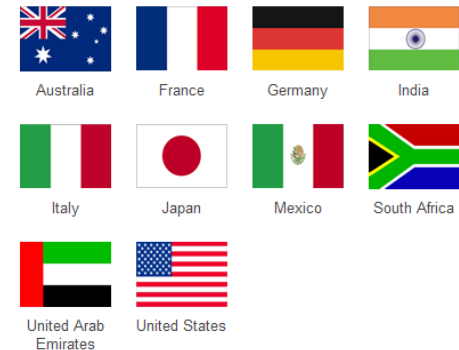 Australia
France
Germany
India
Italy
Japan
Mexico
South Africa
United Arab
Emirates
United States